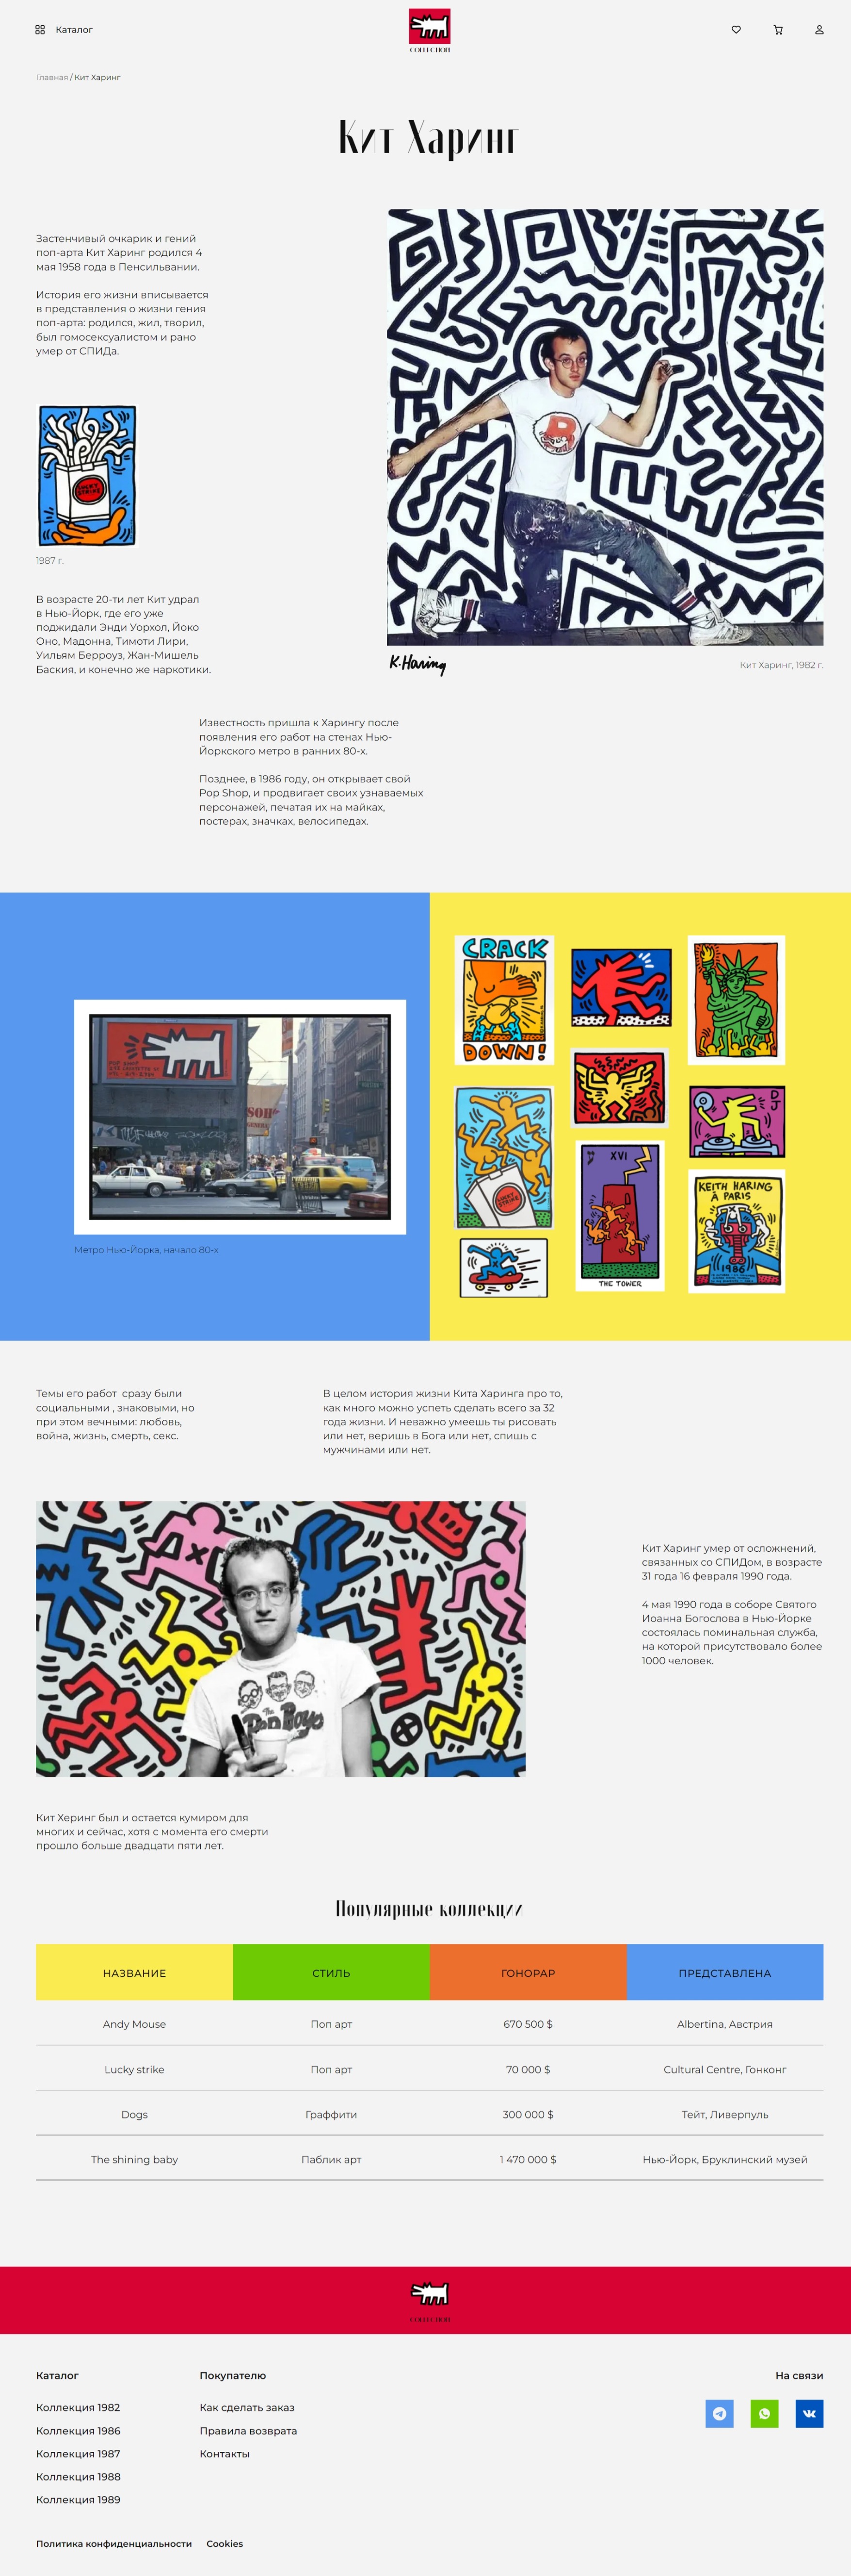 Каталог
COLLECTION
Главная / Кит Харинг
Кит Харинг
Застенчивый очкарик и гений
поп-арта Кит Харинг родился 4
мая 1958 года в Пенсильвании.
История его жизни вписывается
в представления о жизни гения
поп-арта: родился, жил, творил,
был гомосексуалистом и рано
умер от СПИДа.
LUCKY
STRIKE
1987 г.
В возрасте 20-ти лет Кит удрал
в Нью-Йорк, где его уже
поджидали Энди Уорхол, Йоко
Оно, Мадонна, Тимоти Лири,
Уильям Берроуз, Жан-Мишель
Баския, и конечно же наркотики.
K.Haring
Кит Харинг, 1982 г.
Известность пришла к Харингу после
появления его работ на стенах Нью-
Йоркского метро в ранних 80-х.
Позднее, в 1986 году, он открывает свой
Pop Shop, и продвигает своих узнаваемых
персонажей, печатая их на майках,
постерах, значках, велосипедах.
CRACK
DOWN!
DJ
XVI
THE TOWER
LUCKY
STRIKE
KEITH HARING
À PARIS
1986
Метро Нью-Йорка, начало 80-х
Темы его работ сразу были
социальными , знаковыми, но
при этом вечными: любовь,
война, жизнь, смерть, секс.
В целом история жизни Кита Харинга про то,
как много можно успеть сделать всего за 32
года жизни. И неважно умеешь ты рисовать
или нет, веришь в Бога или нет, спишь с
мужчинами или нет.
Кит Харинг умер от осложнений,
связанных со СПИДом, в возрасте
31 года 16 февраля 1990 года.
4 мая 1990 года в соборе Святого
Иоанна Богослова в Нью-Йорке
состоялась поминальная служба,
на которой присутствовало более
1000 человек.
Кит Херинг был и остается кумиром для
многих и сейчас, хотя с момента его смерти
прошло больше двадцати пяти лет.
Популярные коллекции
НАЗВАНИЕ СТИЛЬ ГОНОРАР ПРЕДСТАВЛЕНА
Andy Mouse Поп арт 670 500 $ Albertina, Австрия
Lucky strike Поп арт 70 000 $ Cultural Centre, Гонконг
Dogs Граффити 300 000 $ Тейт, Ливерпуль
The shining baby Паблик арт 1 470 000 $ Нью-Йорк, Бруклинский музей
COLLECTION
Каталог
Коллекция 1982
Коллекция 1986
Коллекция 1987
Коллекция 1988
Коллекция 1989
Покупателю
Как сделать заказ
Правила возврата
Контакты
На связи
Политика конфиденциальности Cookies